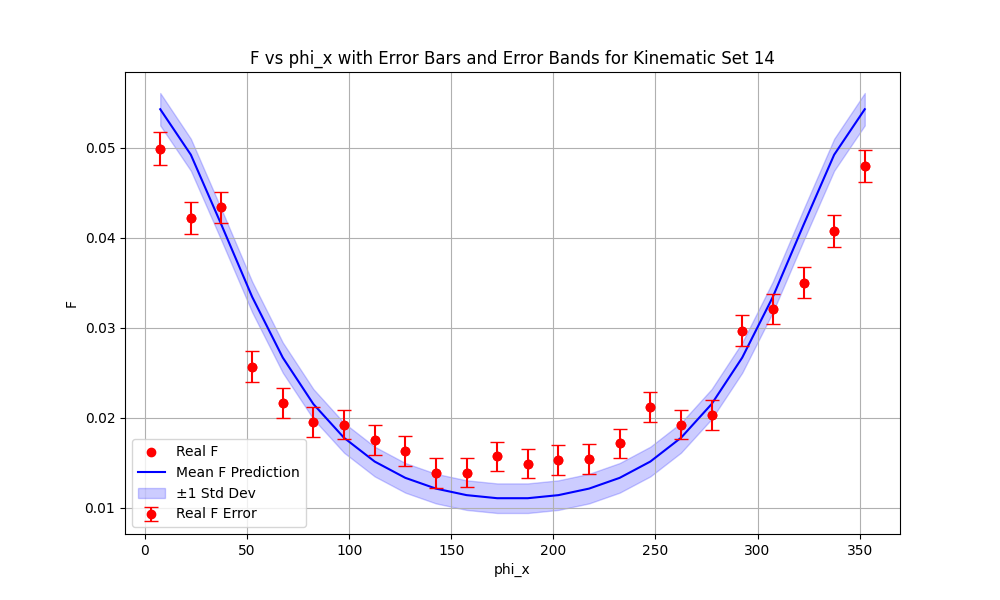 F vs phi_x with Error Bars and Error Bands for Kinematic Set 14
F
0.05
0.04
0.03
0.02
0.01
Real F
Mean F Prediction
±1 Std Dev
Real F Error
0
50
100
150
200
250
300
350
phi_x